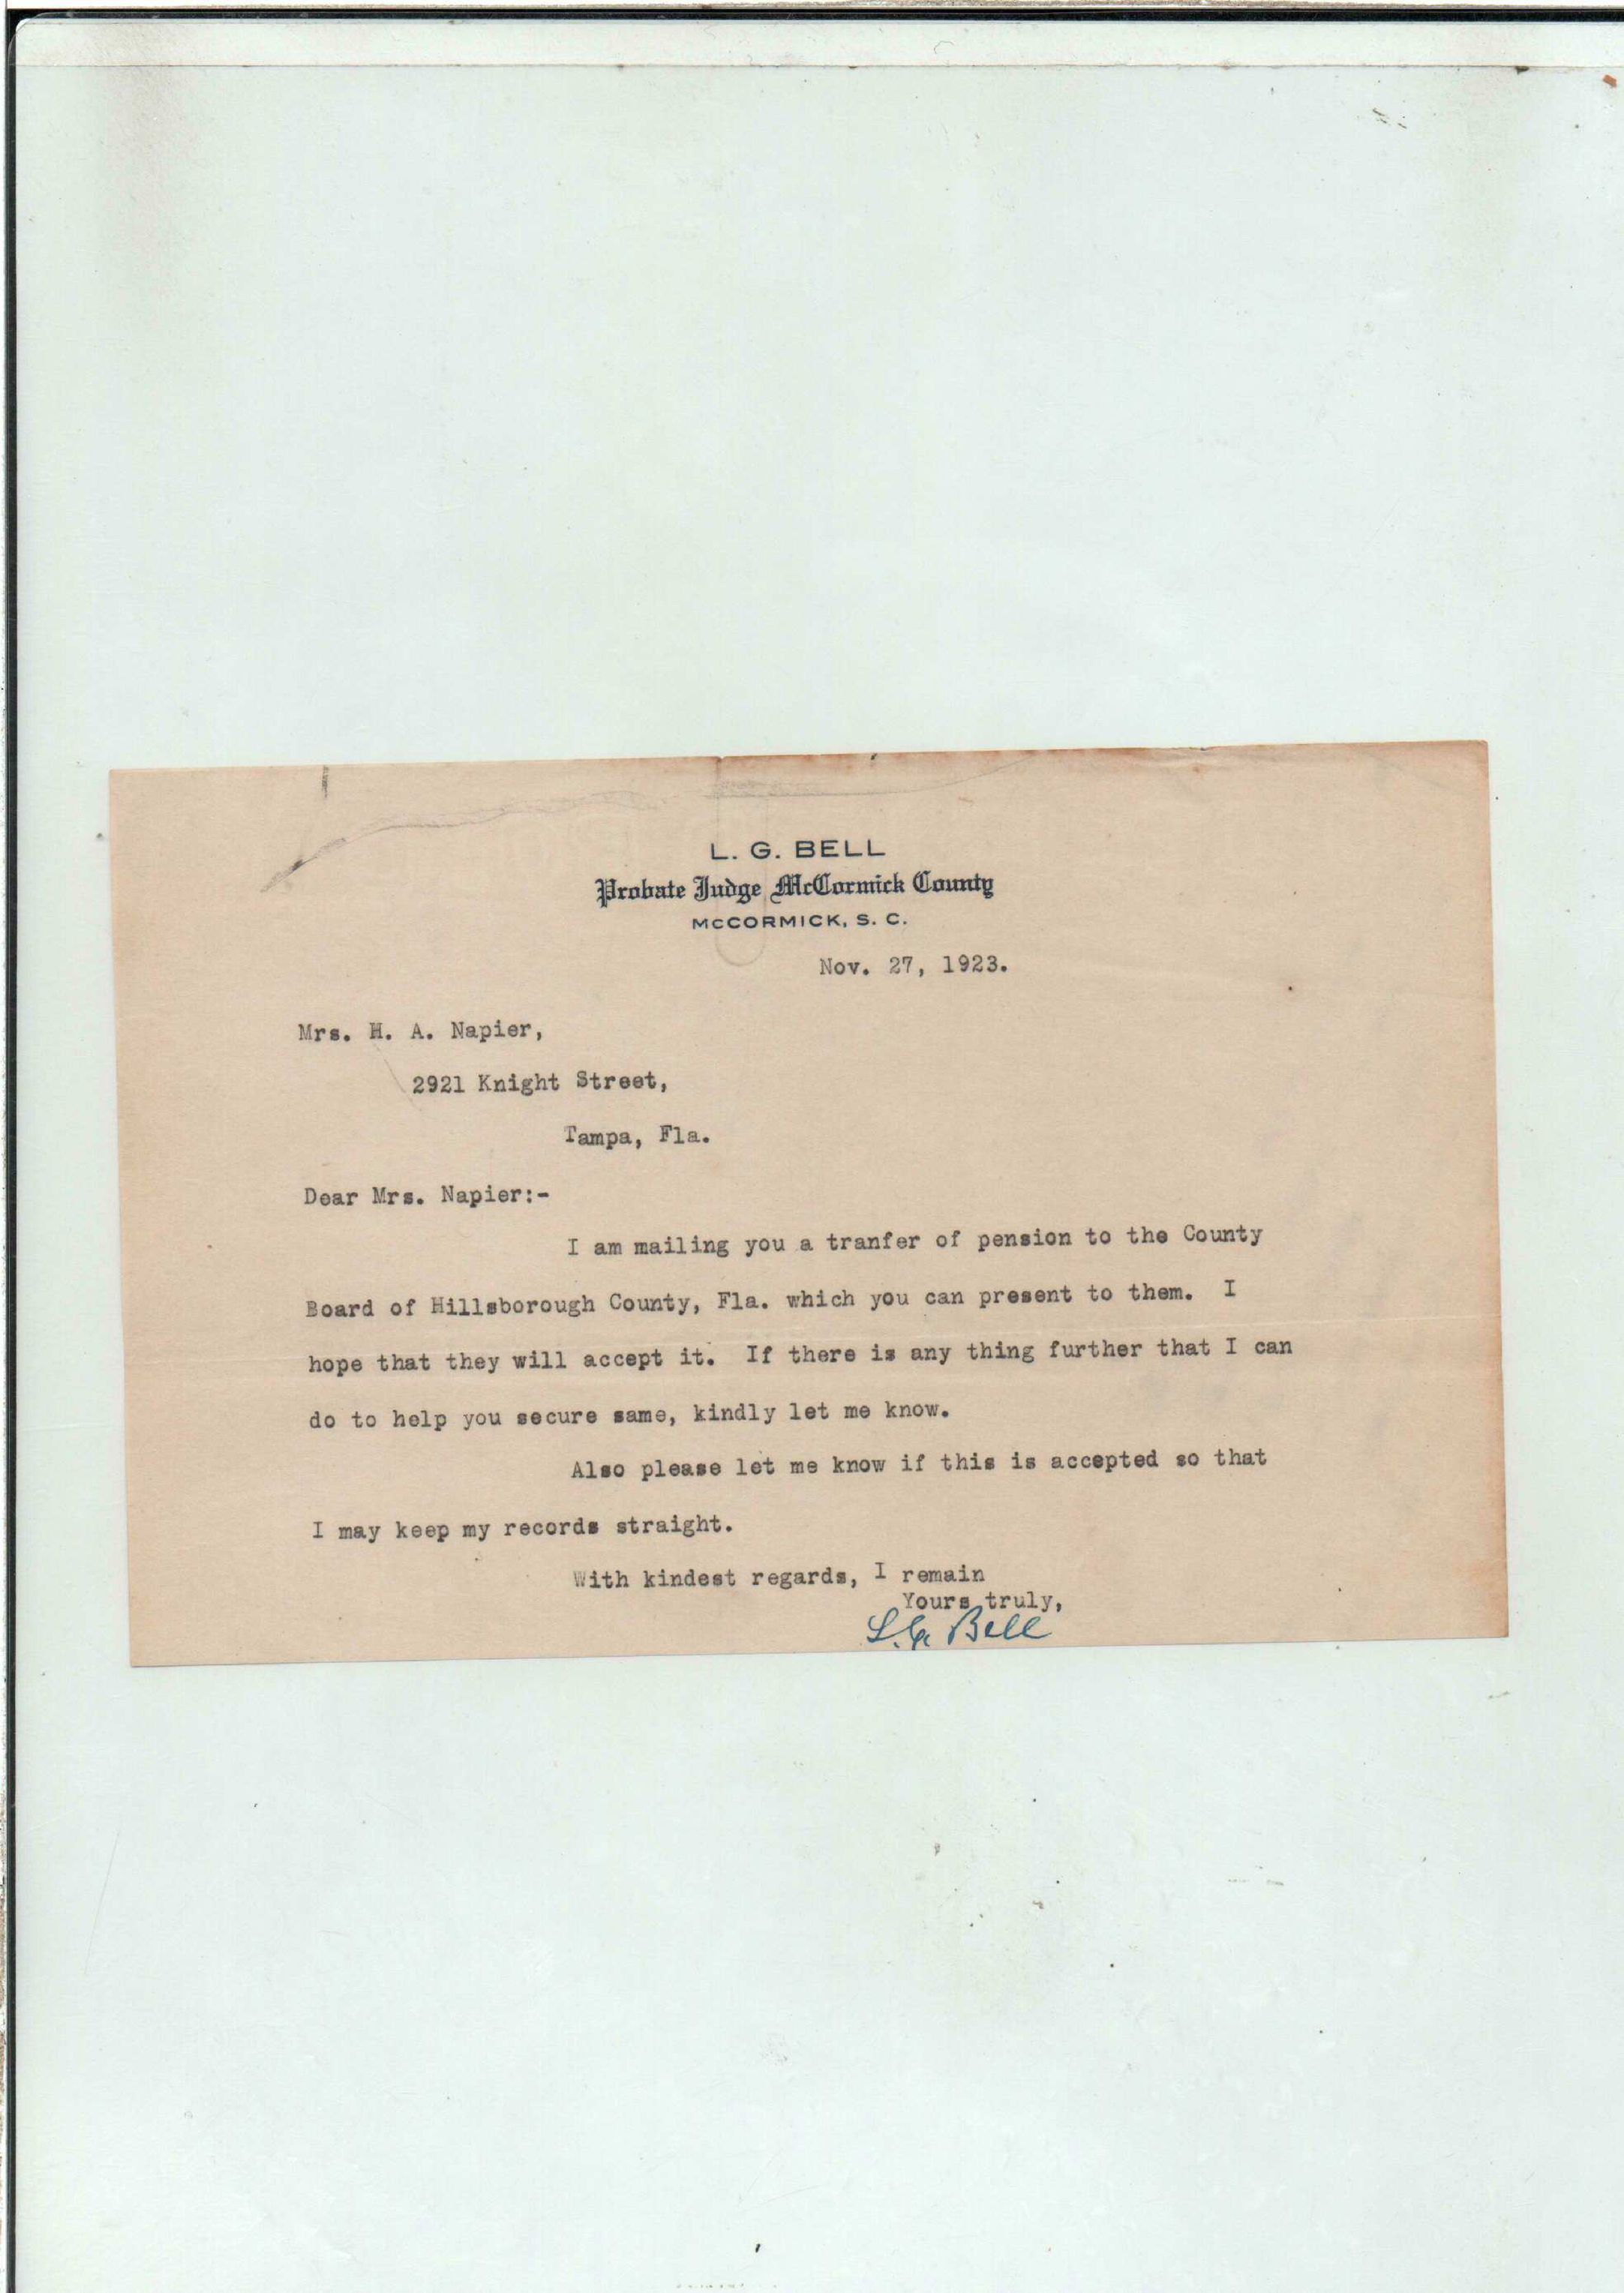 L. G. BELL
Probate Judge McCormick County
MCCORMICK, S. C.
Nov. 27, 1923.
Mrs. H. A. Napier,
2921 Knight Street,
Tampa, Fla.
Dear Mrs. Napier:-
I am mailing you a tranfer of pension to the County
Board of Hillsborough County, Fla. which you can present to them. I
hope that they will accept it. If there is any thing further that I can
do to help you secure same, kindly let me know.
Also please let me know if this is accepted so that
I may keep my records straight.
With kindest regards, I remain
Yours truly,
L. G. Bell